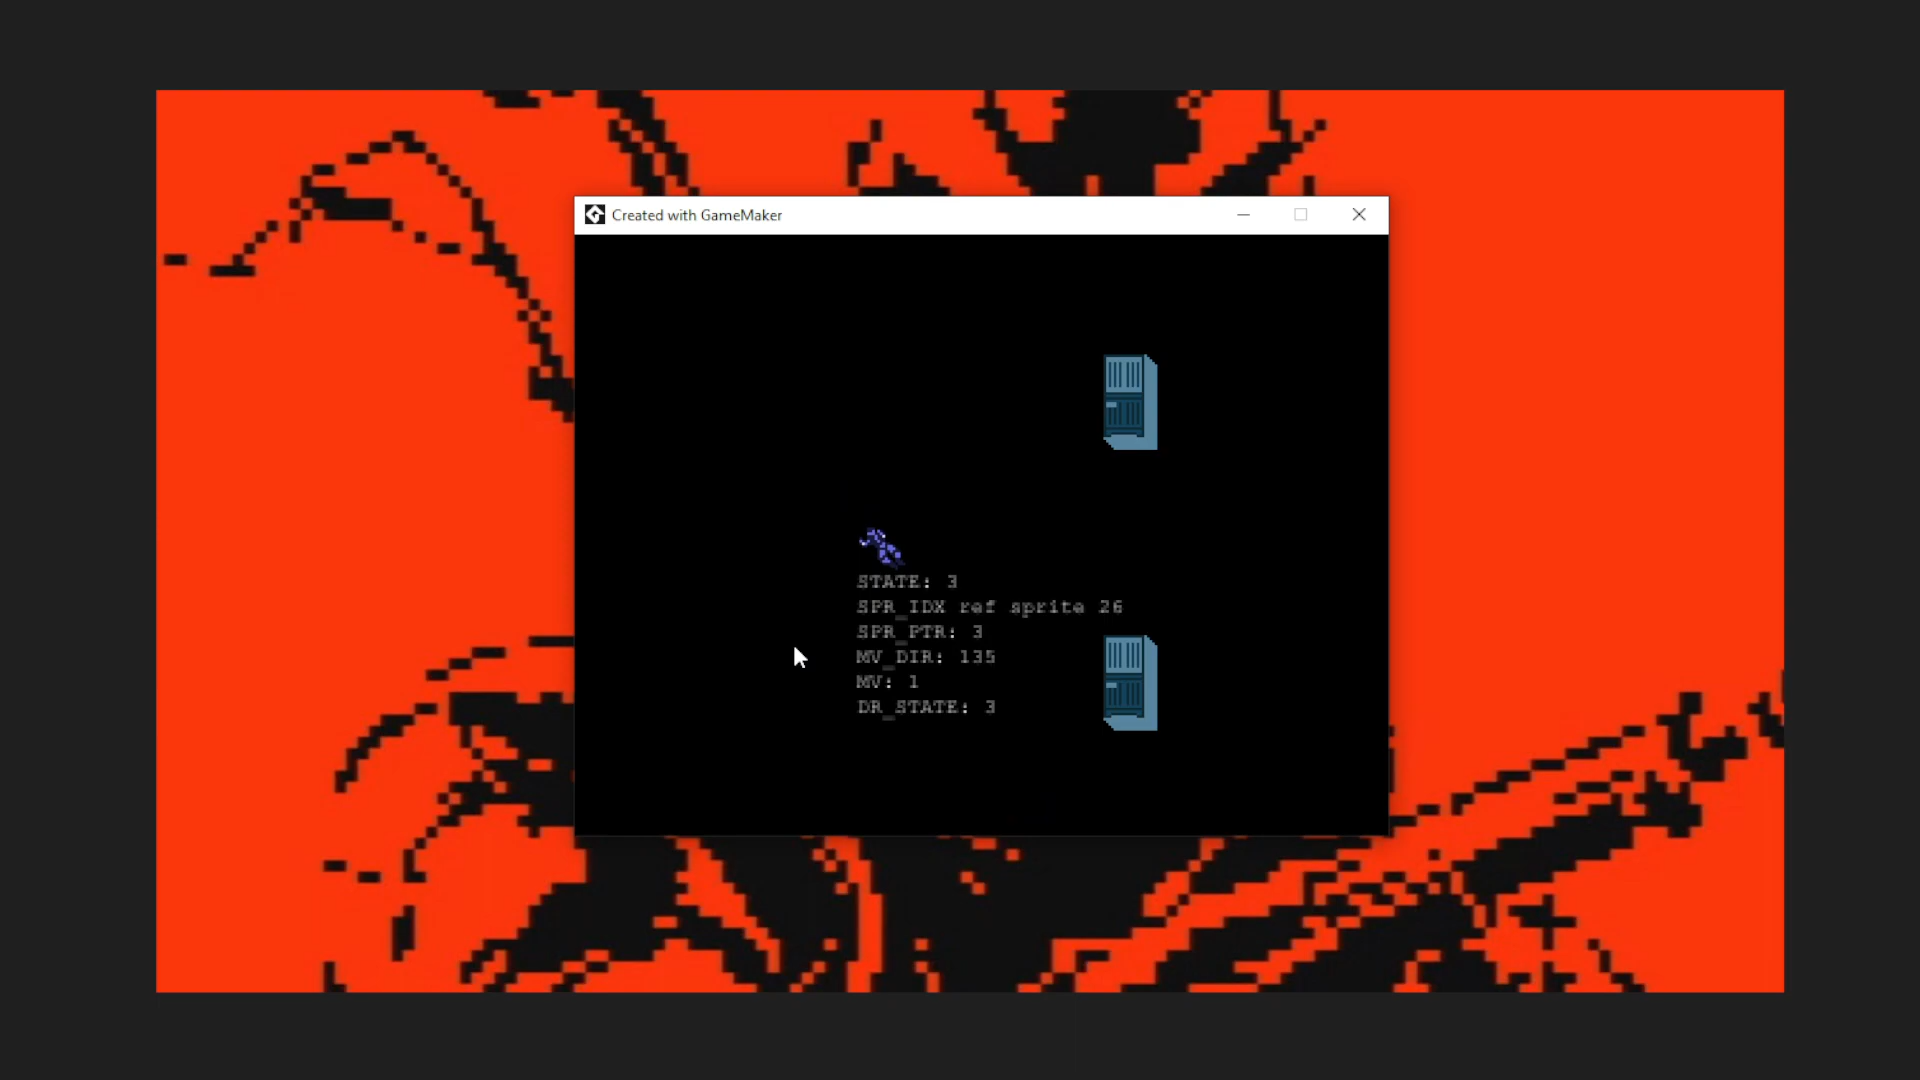 Created with GameMaker
STATE: 3
SPR_IDX ref sprite 26
SPR_PTR: 3
MV_DIR: 135
MV: 1
DR_STATE: 3